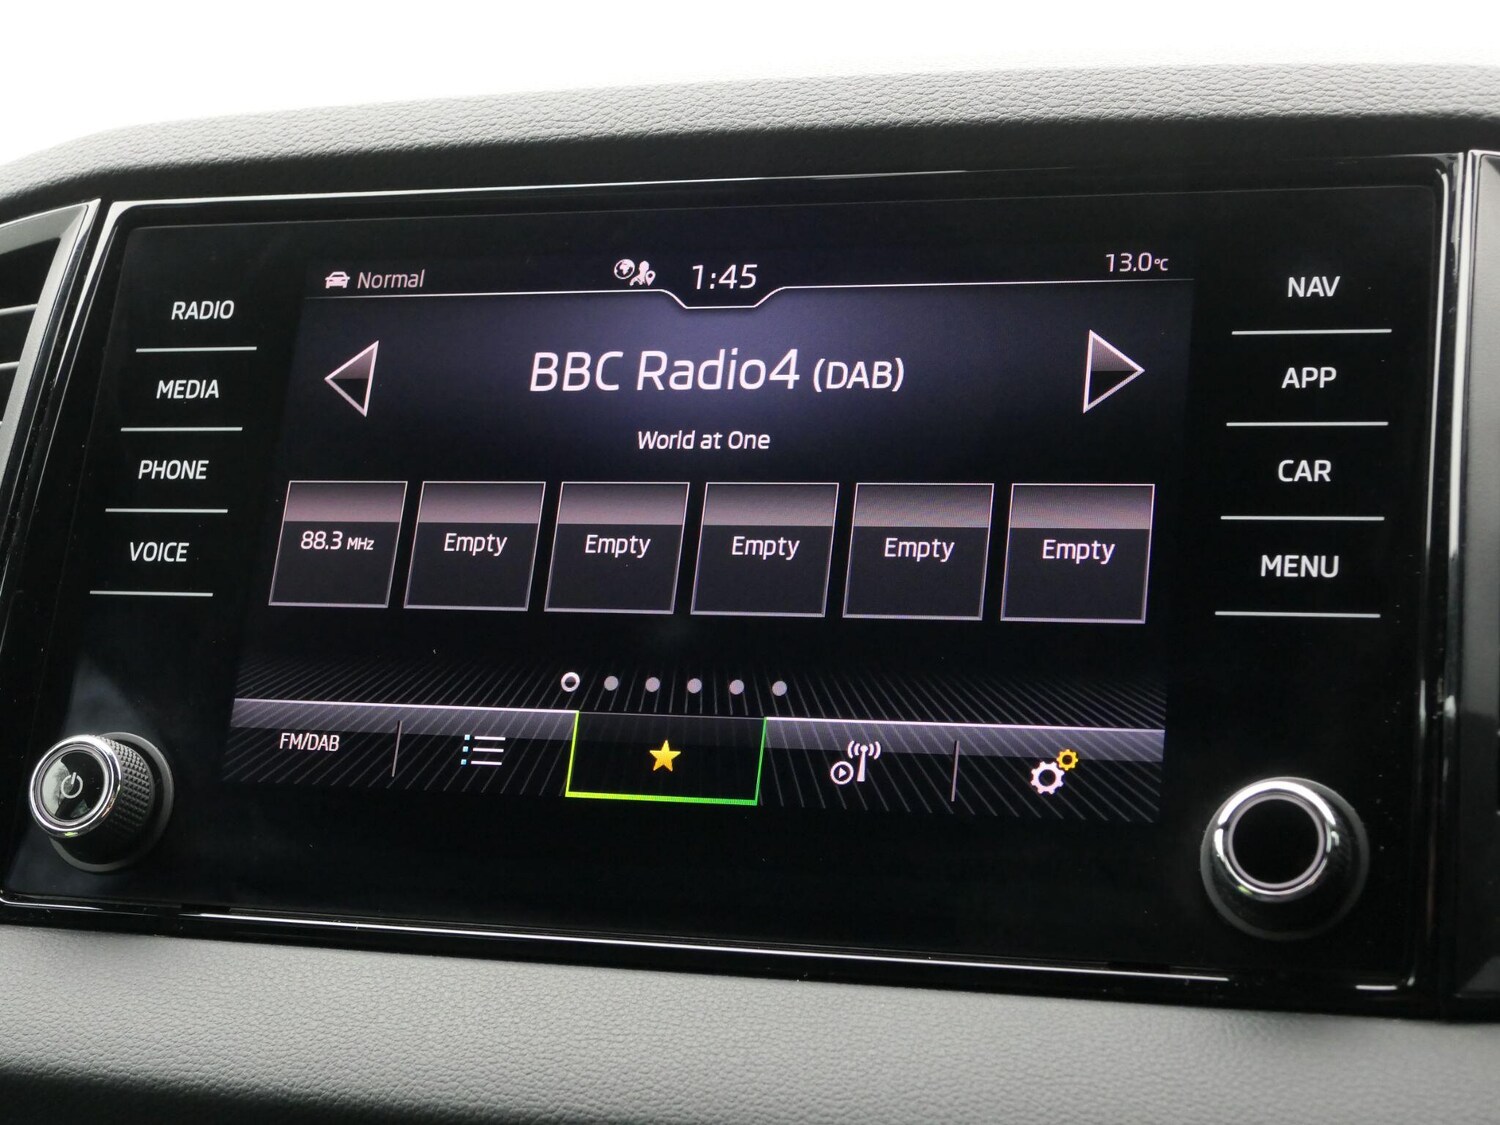 Normal
1:45
13.0°C
RADIO
MEDIA
PHONE
VOICE
BBC Radio4 (DAB)
World at One
88.3 MHz
Empty
Empty
Empty
Empty
Empty
FM/DAB
NAV
APP
CAR
MENU